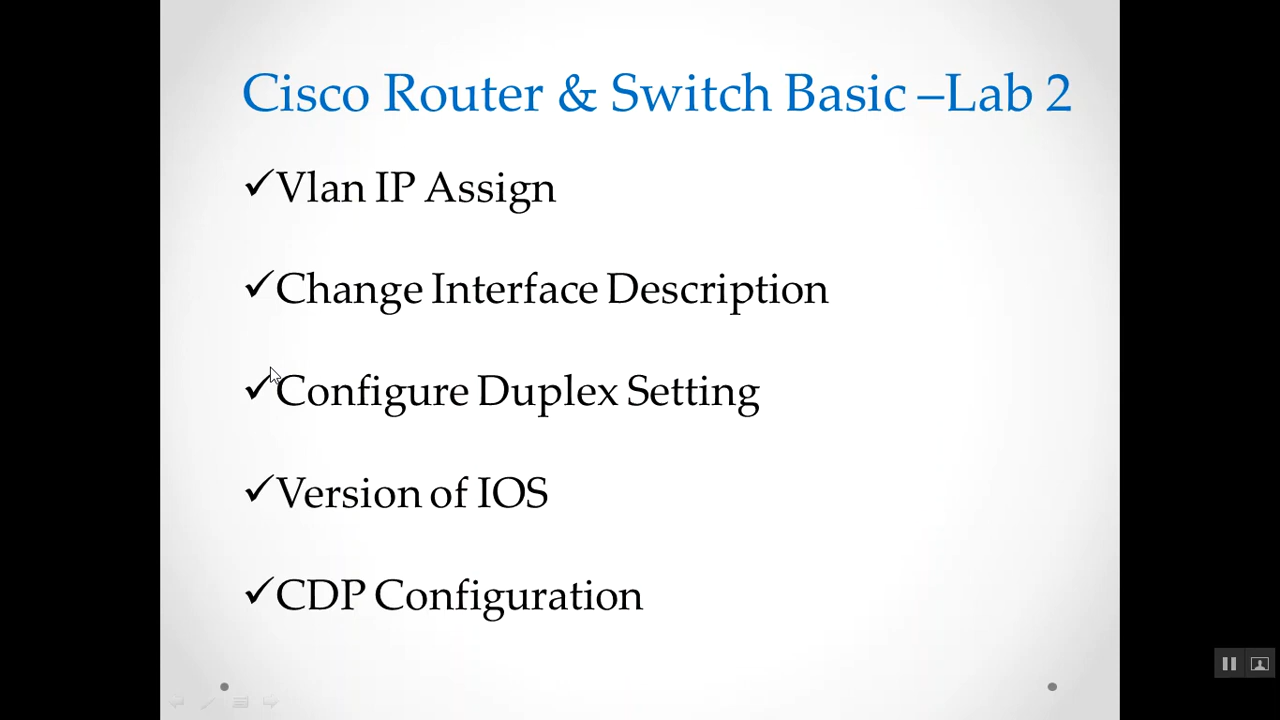 Cisco Router & Switch Basic –Lab 2
✓Vlan IP Assign
✓Change Interface Description
✓Configure Duplex Setting
✓Version of IOS
✓CDP Configuration